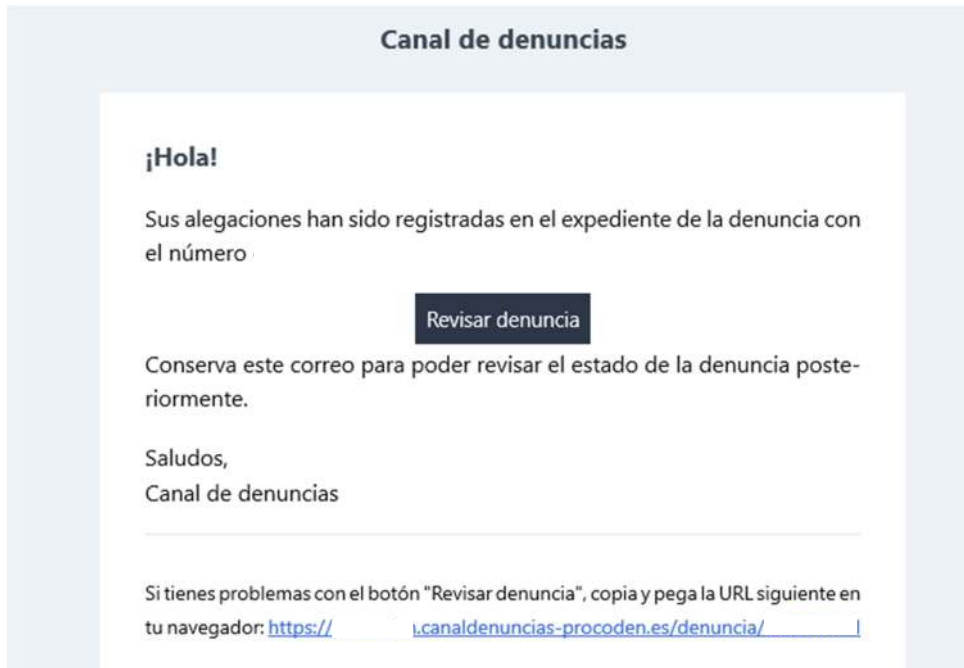 Canal de denuncias
¡Hola!
Sus alegaciones han sido registradas en el expediente de la denuncia con
el número
Revisar denuncia
Conserva este correo para poder revisar el estado de la denuncia poste-
riormente.
Saludos,
Canal de denuncias
Si tienes problemas con el botón "Revisar denuncia", copia y pega la URL siguiente en
tu navegador: https:// .canaldenuncias-procoden.es/denuncia/